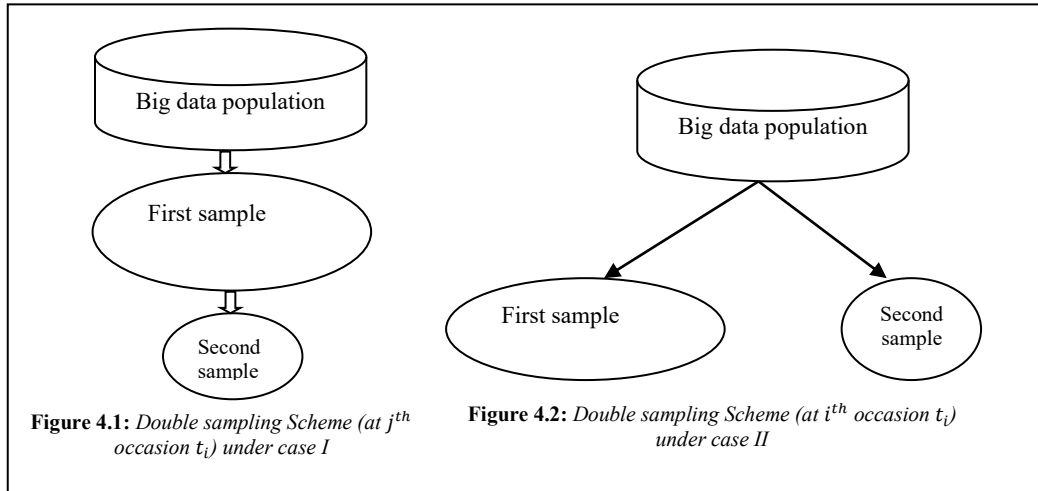 Big data population
First sample
Second
sample
Figure 4.1: Double sampling Scheme (at jᵗʰ
occasion tᵢ) under case I
Big data population
First sample
Second
sample
Figure 4.2: Double sampling Scheme (at iᵗʰ occasion tᵢ)
under case II